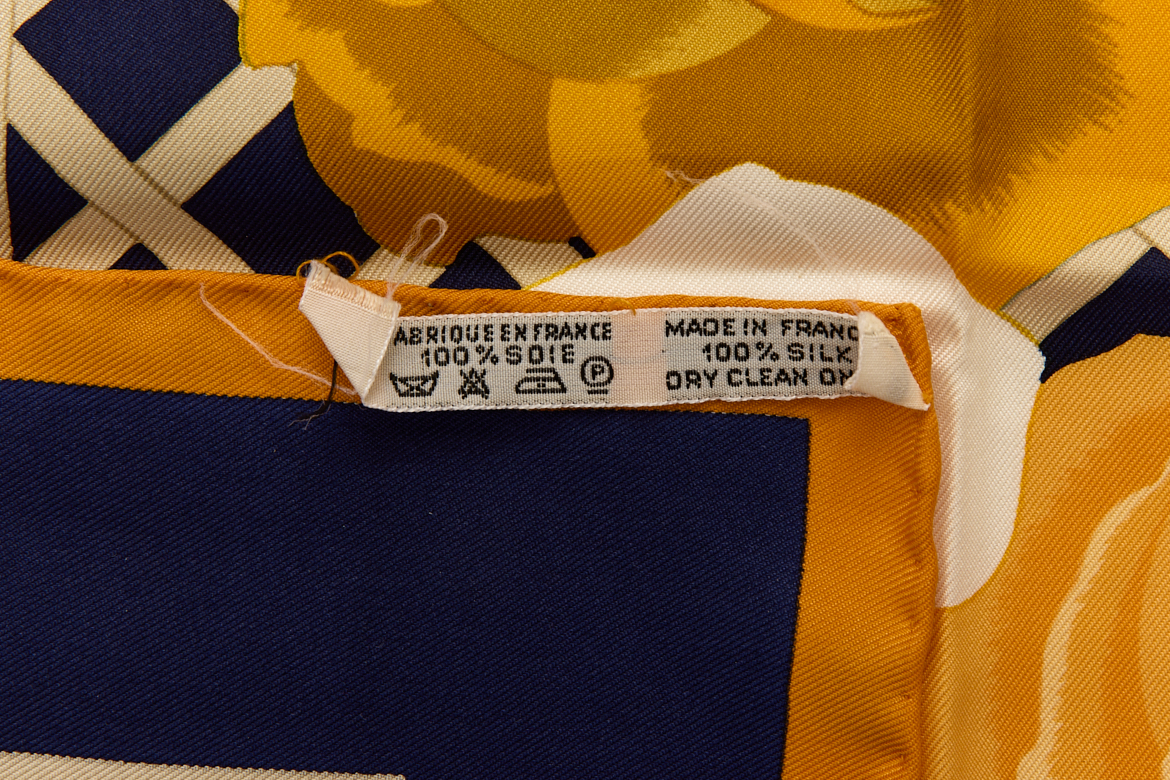 ABRIQUE EN FRANCE
100% SOIE
P
MADE IN FRANC
100% SILK
DRY CLEAN ON